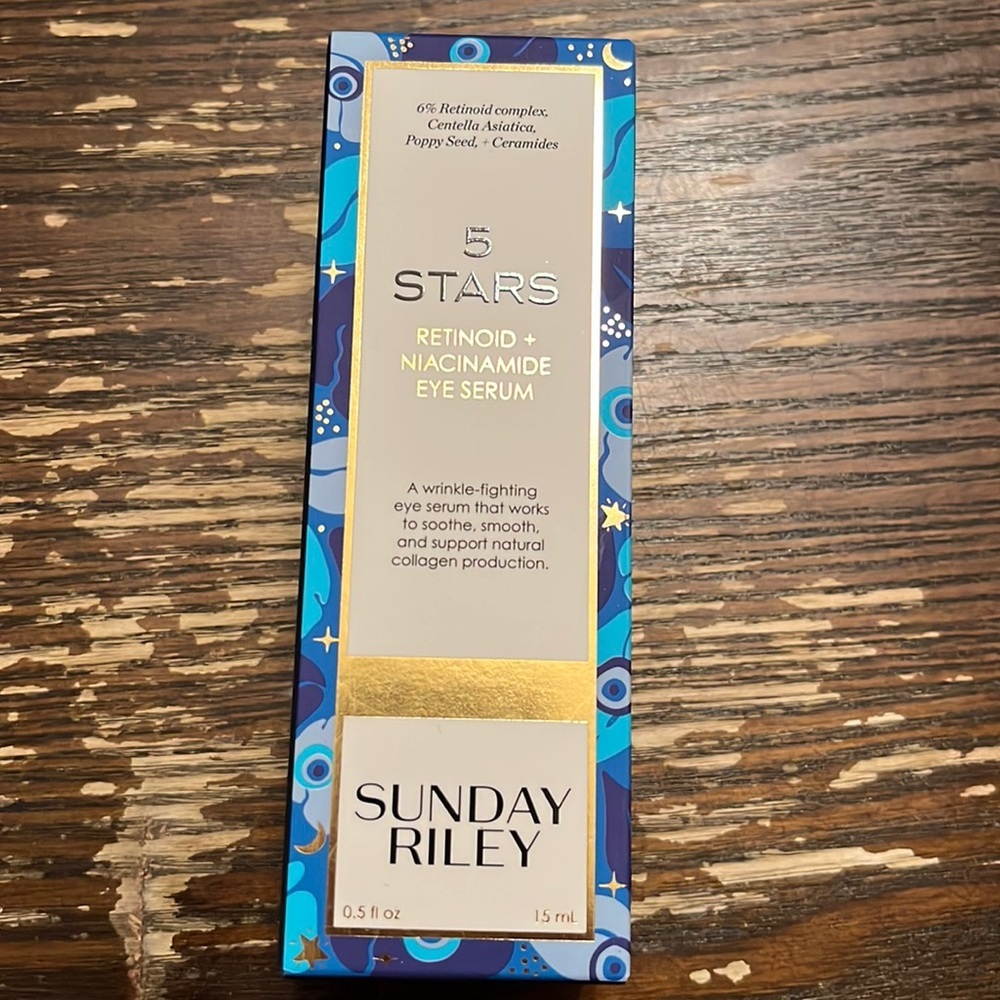 6% Retinoid complex,
Centella Asiatica,
Poppy Seed, + Ceramides
5
STARS
RETINOID +
NIACINAMIDE
EYE SERUM
A wrinkle-fighting
eye serum that works
to soothe, smooth,
and support natural
collagen production.
SUNDAY
RILEY
0.5 fl oz 15 mL